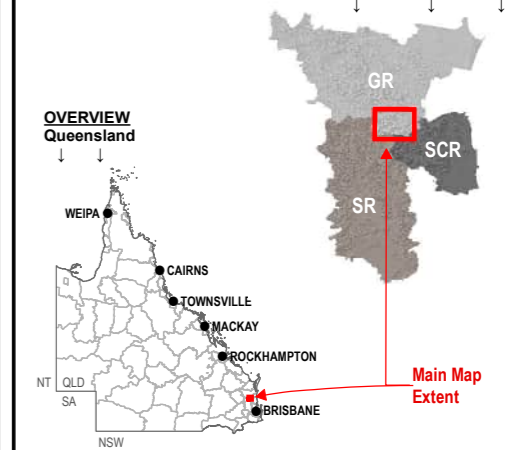 ↓ ↓ ↓
GR
SCR
SR
OVERVIEW
Queensland
↓ ↓
WEIPA
CAIRNS
TOWNSVILLE
MACKAY
ROCKHAMPTON
BRISBANE
NT QLD
SA
NSW
Main Map
Extent